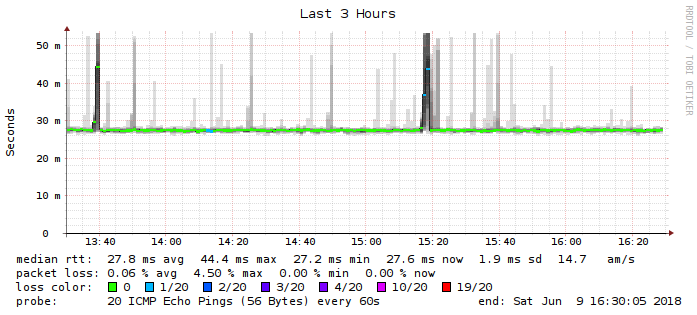 Last 3 Hours
RRDTOOL / TOBI OETIKER
Seconds
50 m
40 m
30 m
20 m
10 m
0
13:40 14:00 14:20 14:40 15:00 15:20 15:40 16:00 16:20
median rtt: 27.8 ms avg 44.4 ms max 27.2 ms min 27.6 ms now 1.9 ms sd 14.7 am/s
packet loss: 0.06 % avg 4.50 % max 0.00 % min 0.00 % now
loss color: 0 1/20 2/20 3/20 4/20 10/20 19/20
probe: 20 ICMP Echo Pings (56 Bytes) every 60s end: Sat Jun 9 16:30:05 2018